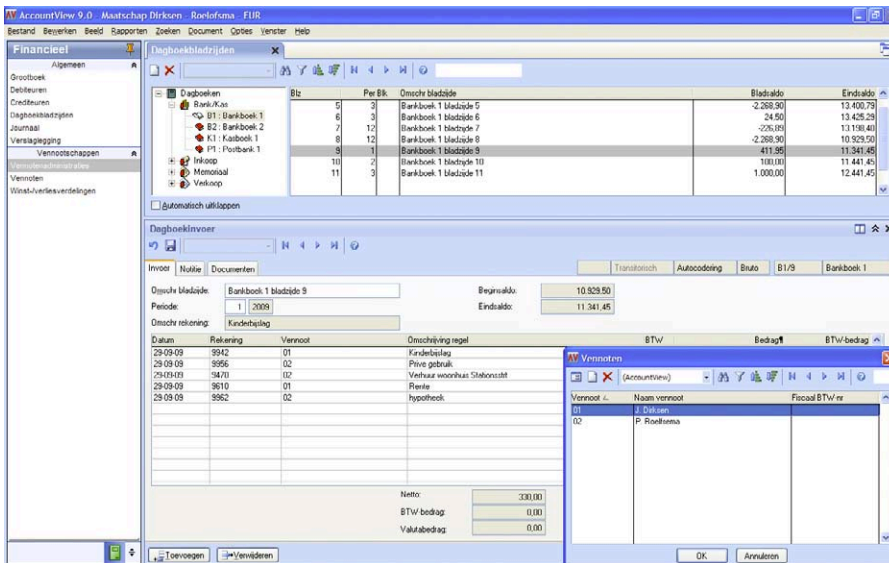 AccountView 9.0 - Maatschap Dirksen - Roelofsma - EUR
Bestand Bewerken Beeld Rapporten Zoeken Document Opties Venster Help
Financieel
Algemeen
Grootboek
Debiteuren
Crediteuren
Dagboekbladzijden
Journaal
Verslaglegging
Vennootschappen
Vennotenadministraties
Vennoten
Winst-/verliesverdelingen
Dagboekbladzijden
Dagboeken
Bank/Kas
B1 : Bankboek 1
B2 : Bankboek 2
K1 : Kasboek 1
P1 : Postbank 1
Inkoop
Memoriaal
Verkoop
Automatisch uitklappen
Blz Per Blk Omschr bladzijde Bladsaldo Eindsaldo
5 3 Bankboek 1 bladzijde 5 -2.268,90 13.400,79
6 3 Bankboek 1 bladzijde 6 24,50 13.425,29
7 12 Bankboek 1 bladzijde 7 -226,89 13.198,40
8 12 Bankboek 1 bladzijde 8 -2.268,90 10.929,50
9 1 Bankboek 1 bladzijde 9 411,95 11.341,45
10 2 Bankboek 1 bladzijde 10 100,00 11.441,45
11 3 Bankboek 1 bladzijde 11 1.000,00 12.441,45
Dagboekinvoer
Invoer Notitie Documenten
Transitorisch Autocodering Bruto B1/9 Bankboek 1
Omschr bladzijde: Bankboek 1 bladzijde 9 Beginsaldo: 10.929,50
Periode: 1 2009 Eindsaldo: 11.341,45
Omschr rekening: Kinderbijslag
Datum Rekening Vennoot Omschrijving regel BTW Bedrag¶ BTW-bedrag
29-09-09 9942 01 Kinderbijslag
29-09-09 9956 02 Prive gebruik
29-09-09 9470 02 Verhuur woonhuis Stationsstr
29-09-09 9610 01 Rente
29-09-09 9962 02 hypotheek
Netto: 330,00
BTW-bedrag: 0,00
Valutabedrag: 0,00
Toevoegen Verwijderen
Vennoten
(AccountView)
Vennoot Naam vennoot Fiscaal BTW-nr
01 J. Dirksen
02 P. Roelfsema
OK Annuleren